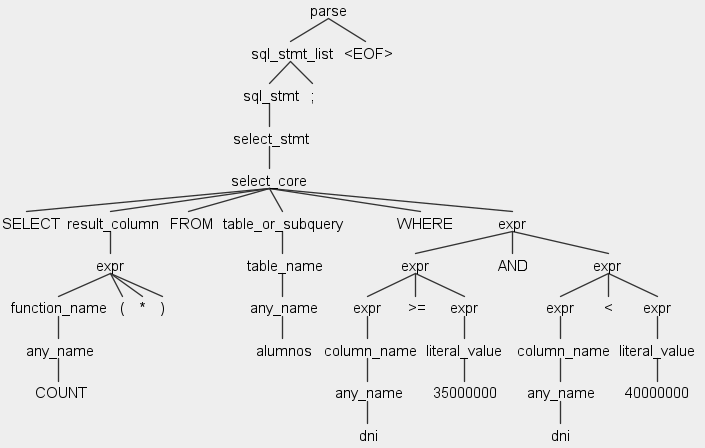 parse
sql_stmt_list <EOF>
sql_stmt ;
select_stmt
select_core
SELECT result_column FROM table_or_subquery WHERE expr
expr table_name expr AND expr
function_name ( * ) any_name expr >= expr expr < expr
any_name alumnos column_name literal_value column_name literal_value
COUNT any_name 35000000 any_name 40000000
dni dni